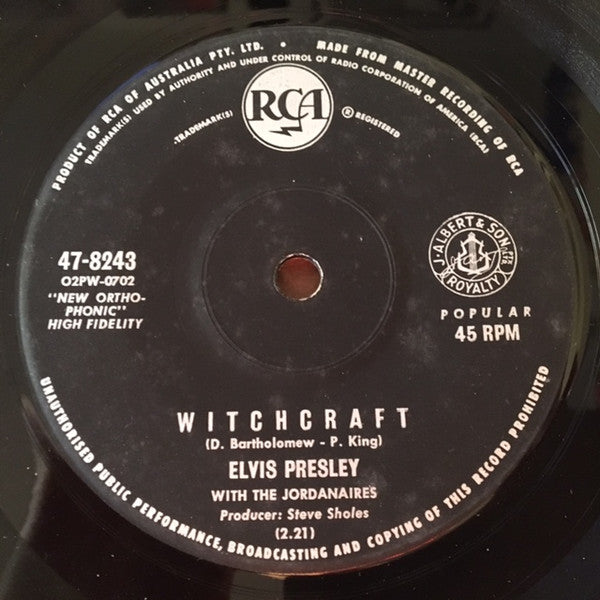 PRODUCT OF RCA OF AUSTRALIA PTY. LTD. • MADE FROM MASTER RECORDING OF RCA
TRADEMARK(S) USED BY AUTHORITY AND UNDER CONTROL OF RADIO CORPORATION OF AMERICA (RCA)
RCA
TRADEMARK(S)
® REGISTERED
47-8243
O2PW-0702
"NEW ORTHO-
PHONIC"
HIGH FIDELITY
J. ALBERT & SON
ROYALTY
POPULAR
45 RPM
WITCHCRAFT
(D. Bartholomew - P. King)
ELVIS PRESLEY
WITH THE JORDANAIRES
Producer: Steve Sholes
(2.21)
UNAUTHORISED PUBLIC PERFORMANCE, BROADCASTING AND COPYING OF THIS RECORD PROHIBITED